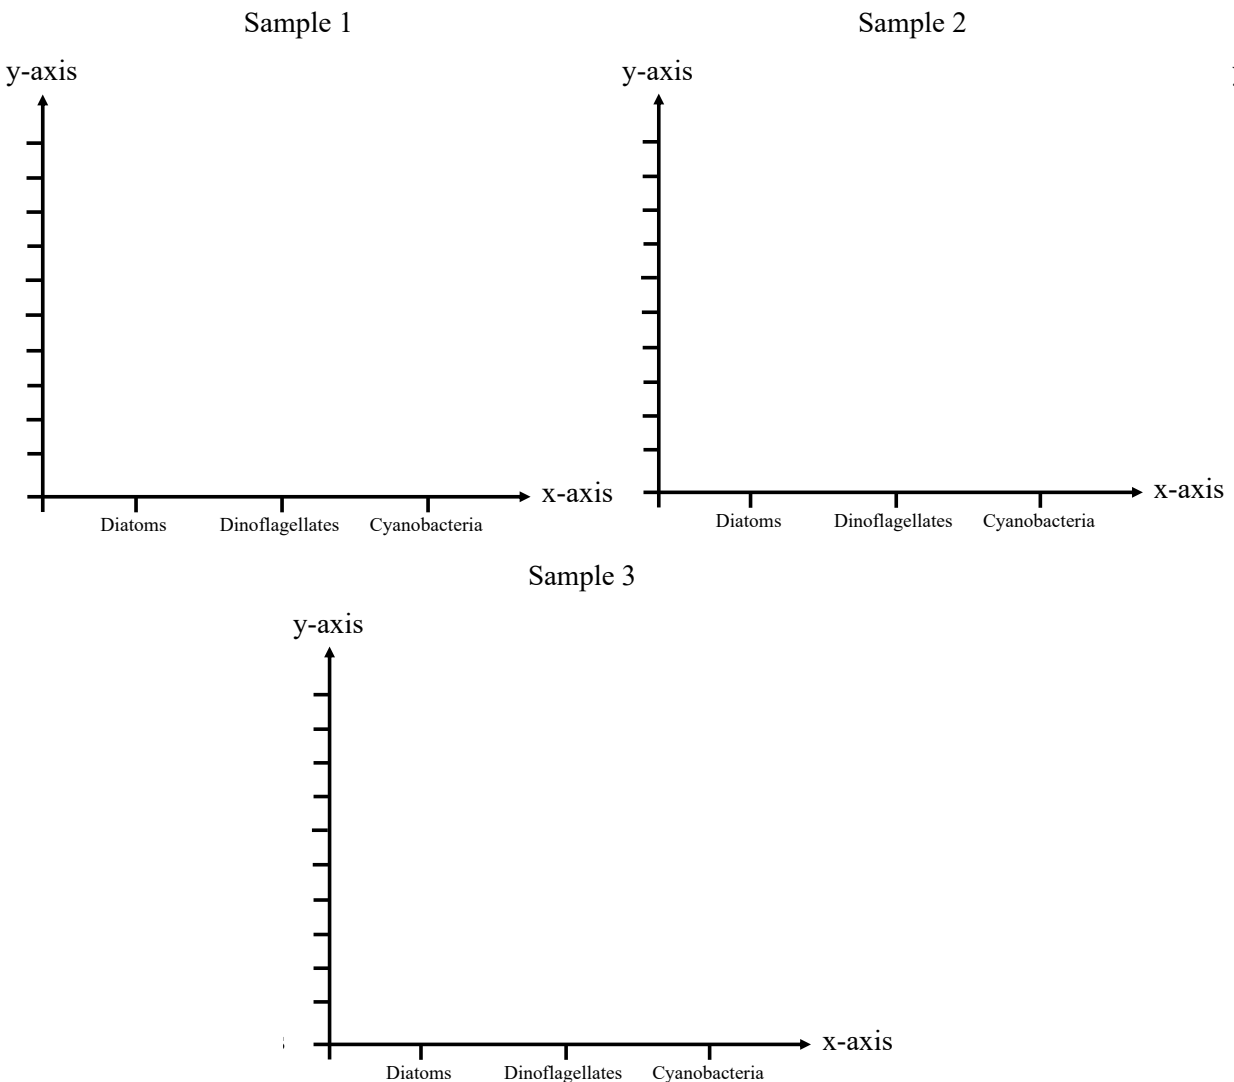 Sample 1
y-axis
x-axis
Diatoms Dinoflagellates Cyanobacteria
Sample 2
y-axis
x-axis
Diatoms Dinoflagellates Cyanobacteria
Sample 3
y-axis
x-axis
Diatoms Dinoflagellates Cyanobacteria